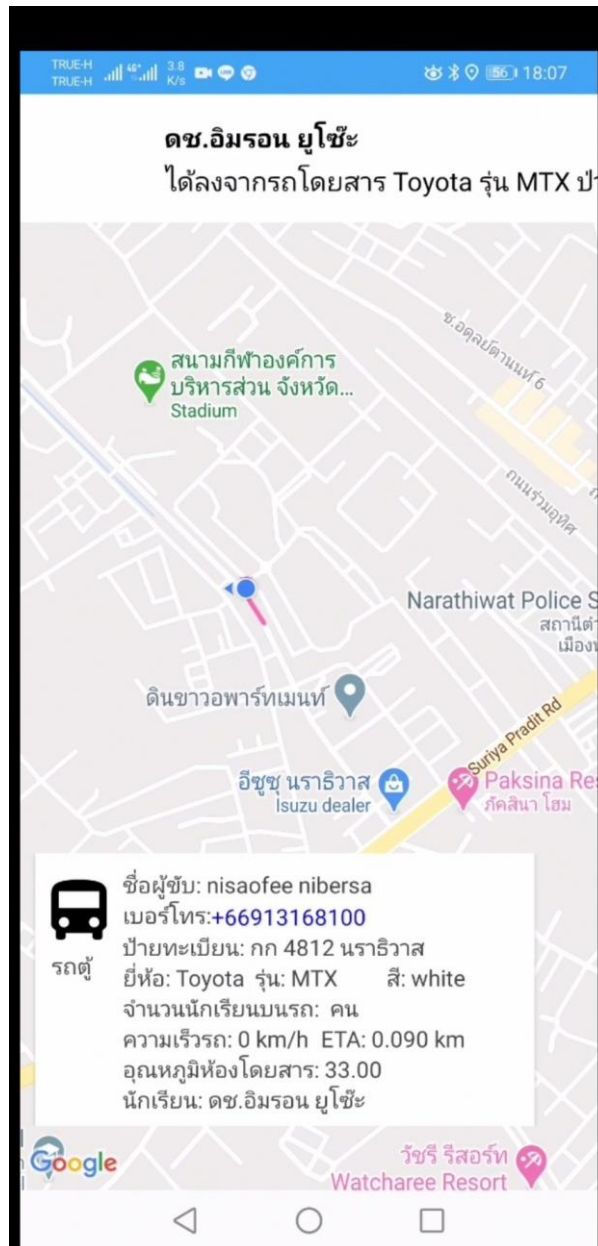 TRUE-H
TRUE-H
46+
3.8
K/s
56
18:07
ดช.อิมรอน ยูโซ๊ะ
ได้ลงจากรถโดยสาร Toyota รุ่น MTX
ซ.อดุลย์ตานนท์ 6
สนามกีฬาองค์การ
บริหารส่วน จังหวัด...
Stadium
ถนนร่วมอุทิศ
Narathiwat Police S
สถานีตำ
เมือง
ดินขาวอพาร์ทเมนท์
Suriya Pradit Rd
อีซูซุ นราธิวาส
Isuzu dealer
Paksina Res
ภัคสินา โฮม
ชื่อผู้ขับ: nisaofee nibersa
เบอร์โทร:+66913168100
ป้ายทะเบียน: กก 4812 นราธิวาส
รถตู้
ยี่ห้อ: Toyota รุ่น: MTX สี: white
จำนวนนักเรียนบนรถ: คน
ความเร็วรถ: 0 km/h ETA: 0.090 km
อุณหภูมิห้องโดยสาร: 33.00
นักเรียน: ดช.อิมรอน ยูโซ๊ะ
Google
วัชรี รีสอร์ท
Watcharee Resort